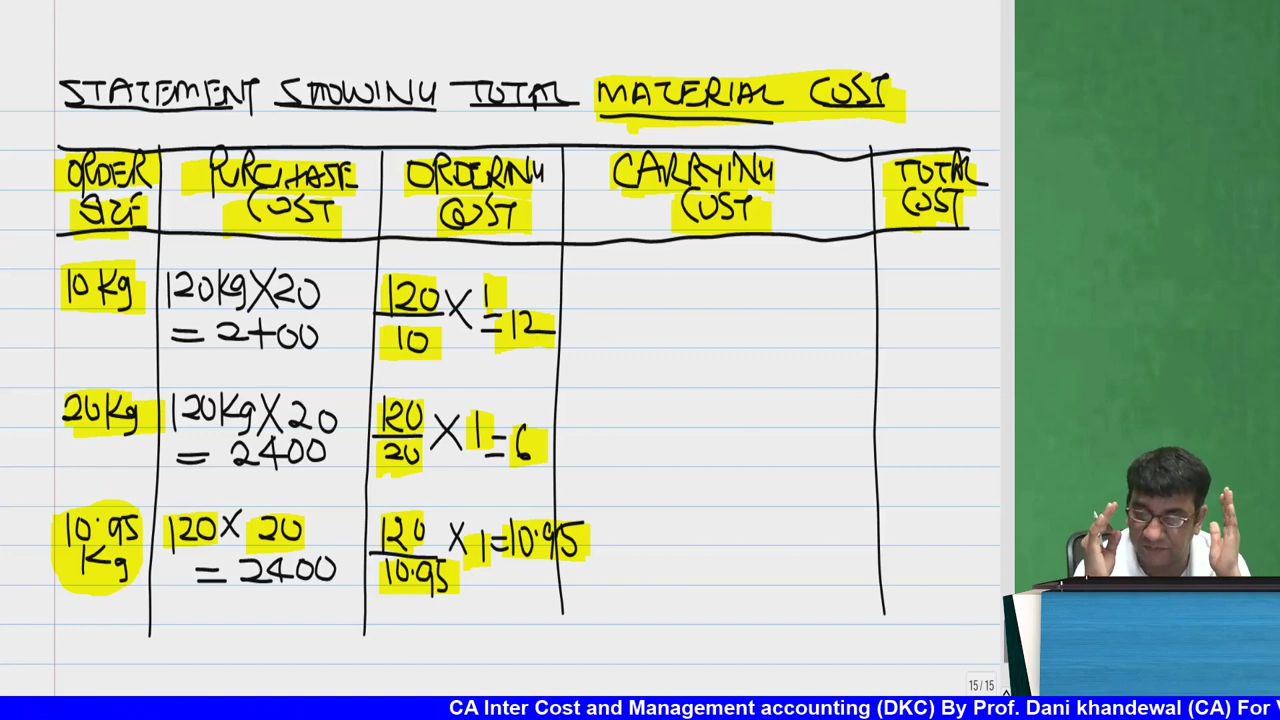 STATEMENT SHOWING TOTAL MATERIAL COST
ORDER SIZE
PURCHASE COST
ORDERING COST
CARRYING COST
TOTAL COST
10 Kg
120Kg X 20
= 2400
120/10 X 1 = 12
20 Kg
120Kg X 20
= 2400
120/20 X 1 = 6
10.95 Kg
120 X 20
= 2400
120/10.95 X 1 = 10.95
15/15
CA Inter Cost and Management accounting (DKC) By Prof. Dani khandewal (CA) For